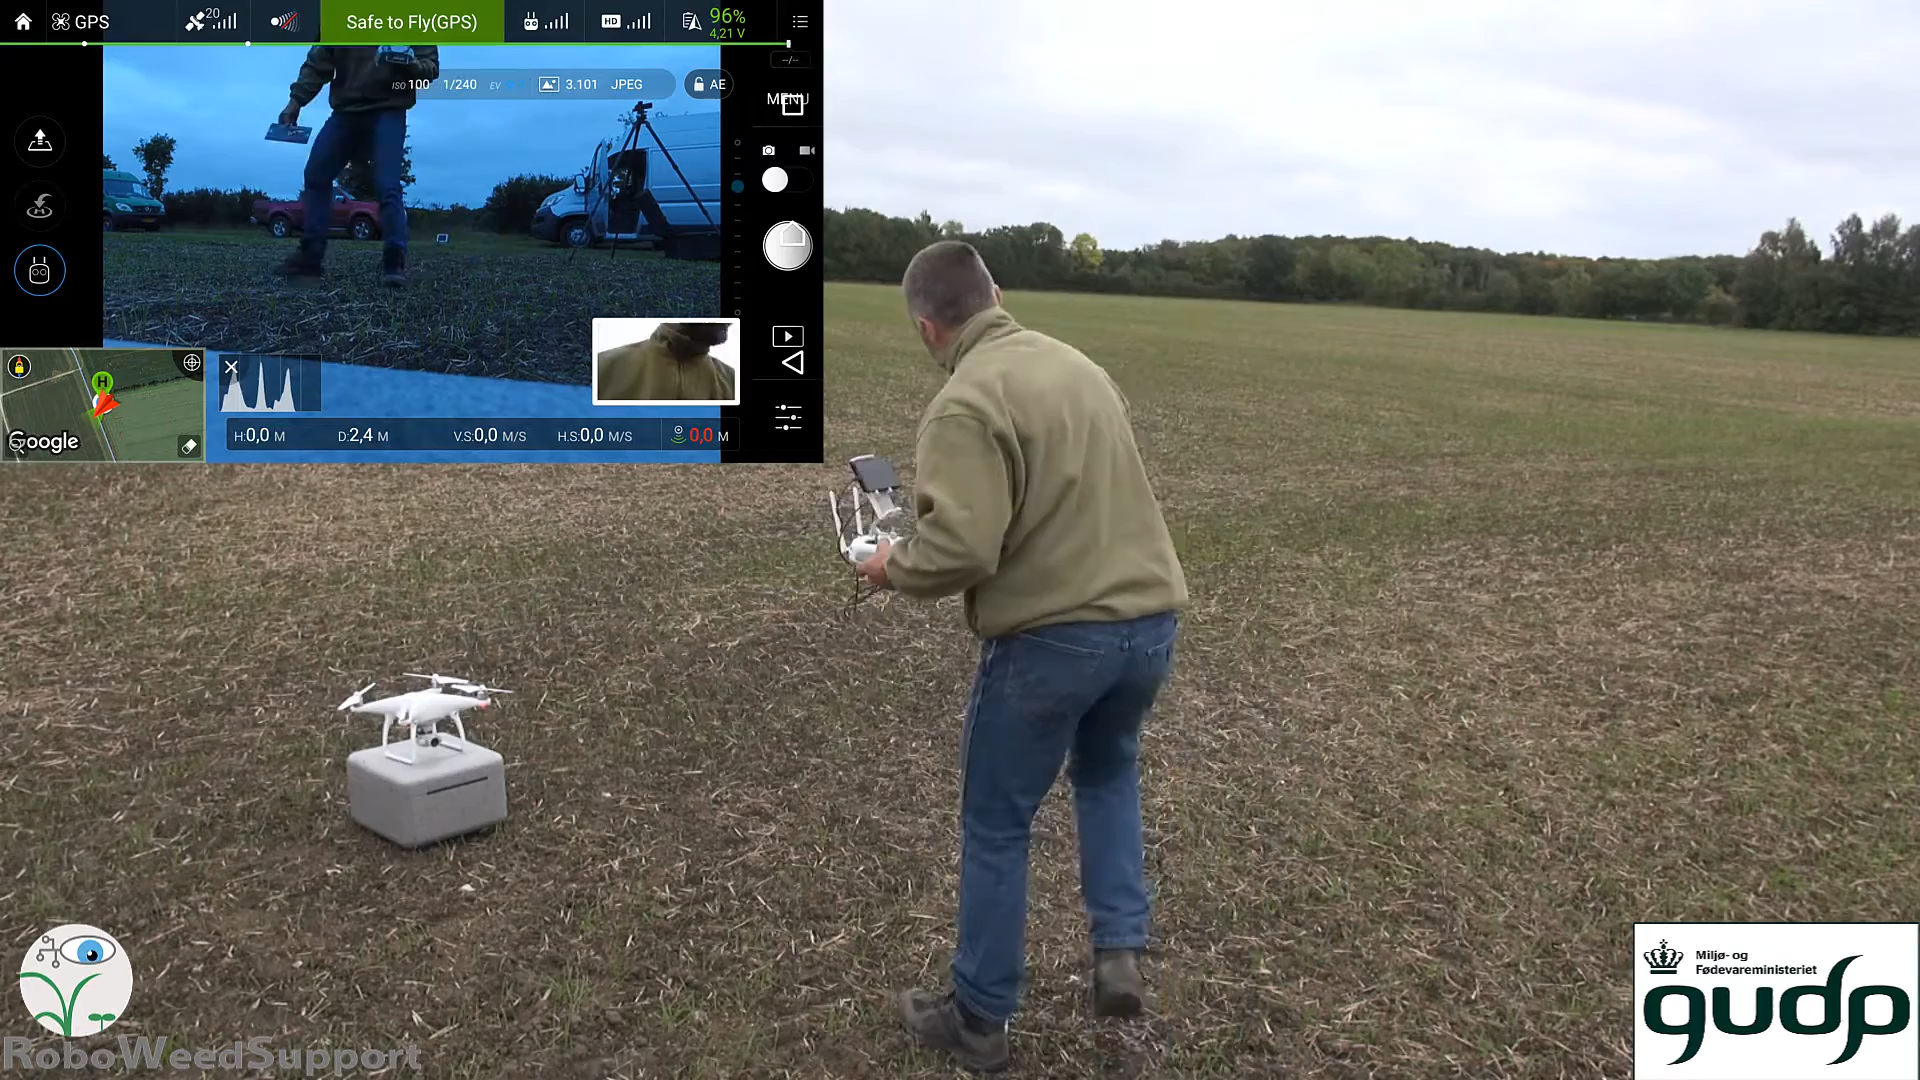 GPS
20
Safe to Fly(GPS)
HD
96%
4,21 V
--/--
ISO 100 1/240 EV 3.101 JPEG
AE
MENU
H
Google
H:0,0 M D:2,4 M V.S:0,0 M/S H.S:0,0 M/S 0,0 M
RoboWeedSupport
Miljø- og
Fødevareministeriet
gudp